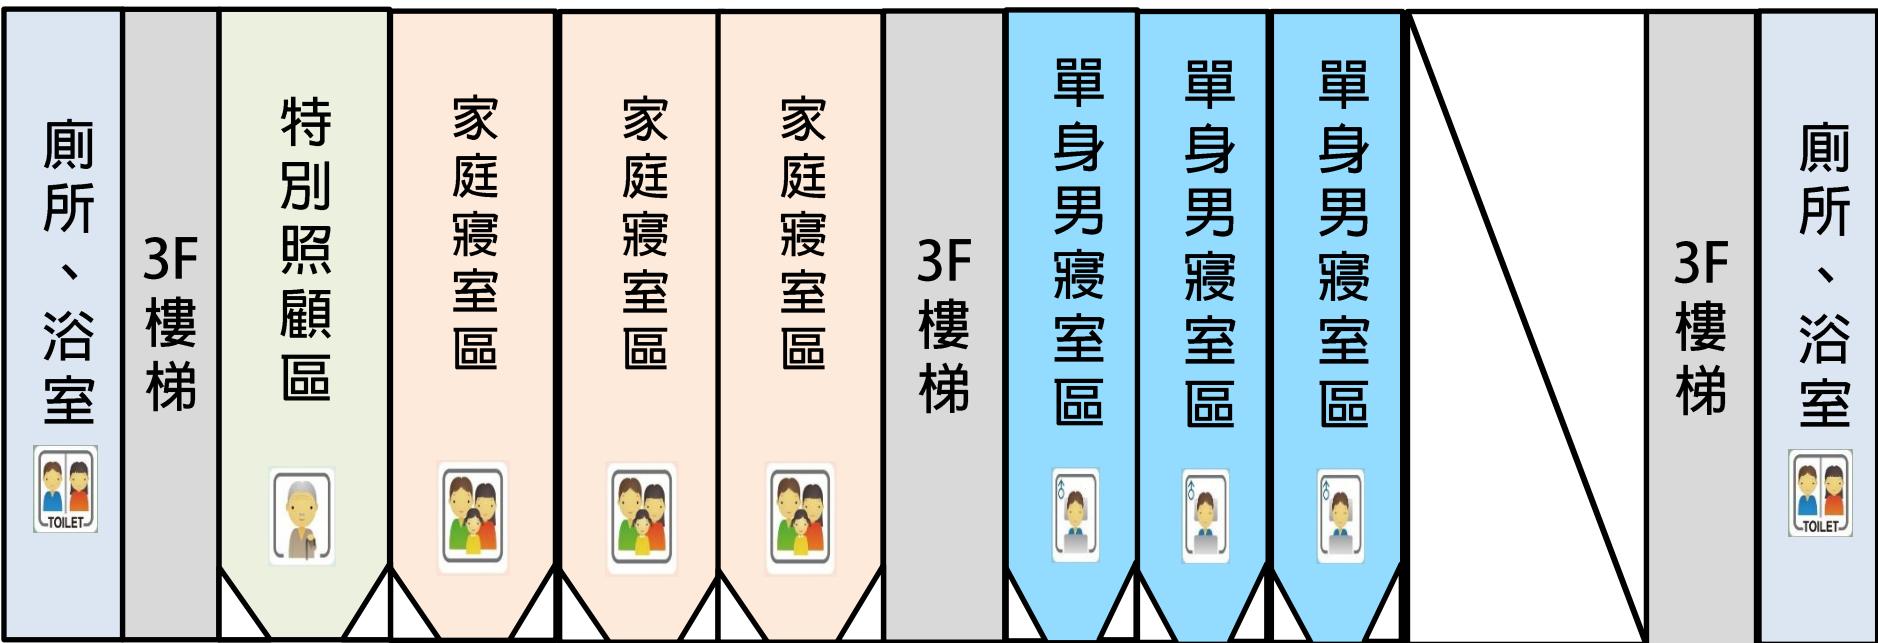 廁所、浴室
TOILET
3F樓梯
特別照顧區
家庭寢室區
家庭寢室區
家庭寢室區
3F樓梯
單身男寢室區
單身男寢室區
單身男寢室區
3F樓梯
廁所、浴室
TOILET